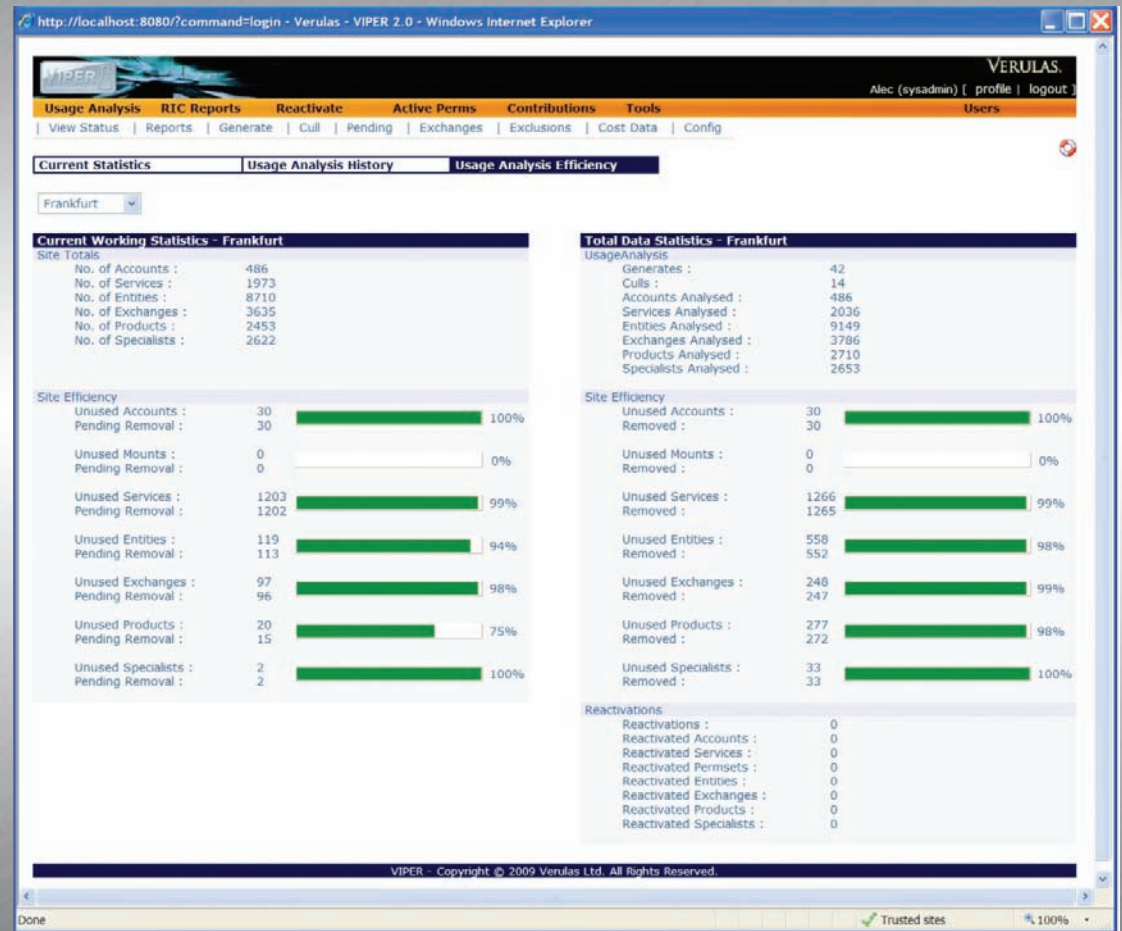 http://localhost:8080/?command=login - Verulas - VIPER 2.0 - Windows Internet Explorer
VIPER
VERULAS.
Alec (sysadmin) [ profile | logout ]
Usage Analysis RIC Reports Reactivate Active Perms Contributions Tools Users
| View Status | Reports | Generate | Cull | Pending | Exchanges | Exclusions | Cost Data | Config
Current Statistics Usage Analysis History Usage Analysis Efficiency
Frankfurt
Current Working Statistics - Frankfurt
Site Totals
No. of Accounts : 486
No. of Services : 1973
No. of Entities : 8710
No. of Exchanges : 3635
No. of Products : 2453
No. of Specialists : 2622
Site Efficiency
Unused Accounts : 30
Pending Removal : 30
100%
Unused Mounts : 0
Pending Removal : 0
0%
Unused Services : 1203
Pending Removal : 1202
99%
Unused Entities : 119
Pending Removal : 113
94%
Unused Exchanges : 97
Pending Removal : 96
98%
Unused Products : 20
Pending Removal : 15
75%
Unused Specialists : 2
Pending Removal : 2
100%
Total Data Statistics - Frankfurt
UsageAnalysis
Generates : 42
Culls : 14
Accounts Analysed : 486
Services Analysed : 2036
Entities Analysed : 9149
Exchanges Analysed : 3786
Products Analysed : 2710
Specialists Analysed : 2653
Site Efficiency
Unused Accounts : 30
Removed : 30
100%
Unused Mounts : 0
Removed : 0
0%
Unused Services : 1266
Removed : 1265
99%
Unused Entities : 558
Removed : 552
98%
Unused Exchanges : 248
Removed : 247
99%
Unused Products : 277
Removed : 272
98%
Unused Specialists : 33
Removed : 33
100%
Reactivations
Reactivations : 0
Reactivated Accounts : 0
Reactivated Services : 0
Reactivated Permsets : 0
Reactivated Entities : 0
Reactivated Exchanges : 0
Reactivated Products : 0
Reactivated Specialists : 0
VIPER - Copyright © 2009 Verulas Ltd. All Rights Reserved.
Done Trusted sites 100%